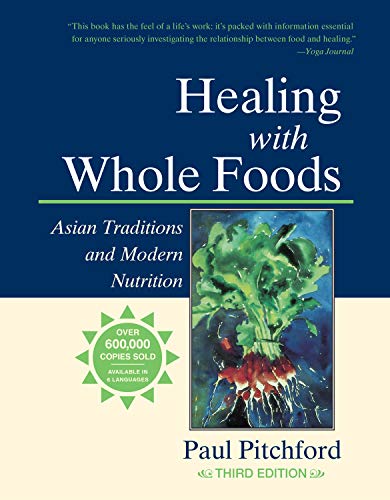 "This book has the feel of a life's work: it's packed with information essential
for anyone seriously investigating the relationship between food and healing."
—Yoga Journal
Healing
with
Whole Foods
Asian Traditions
and Modern
Nutrition
OVER
600,000
COPIES SOLD
AVAILABLE IN
6 LANGUAGES
Paul Pitchford
THIRD EDITION